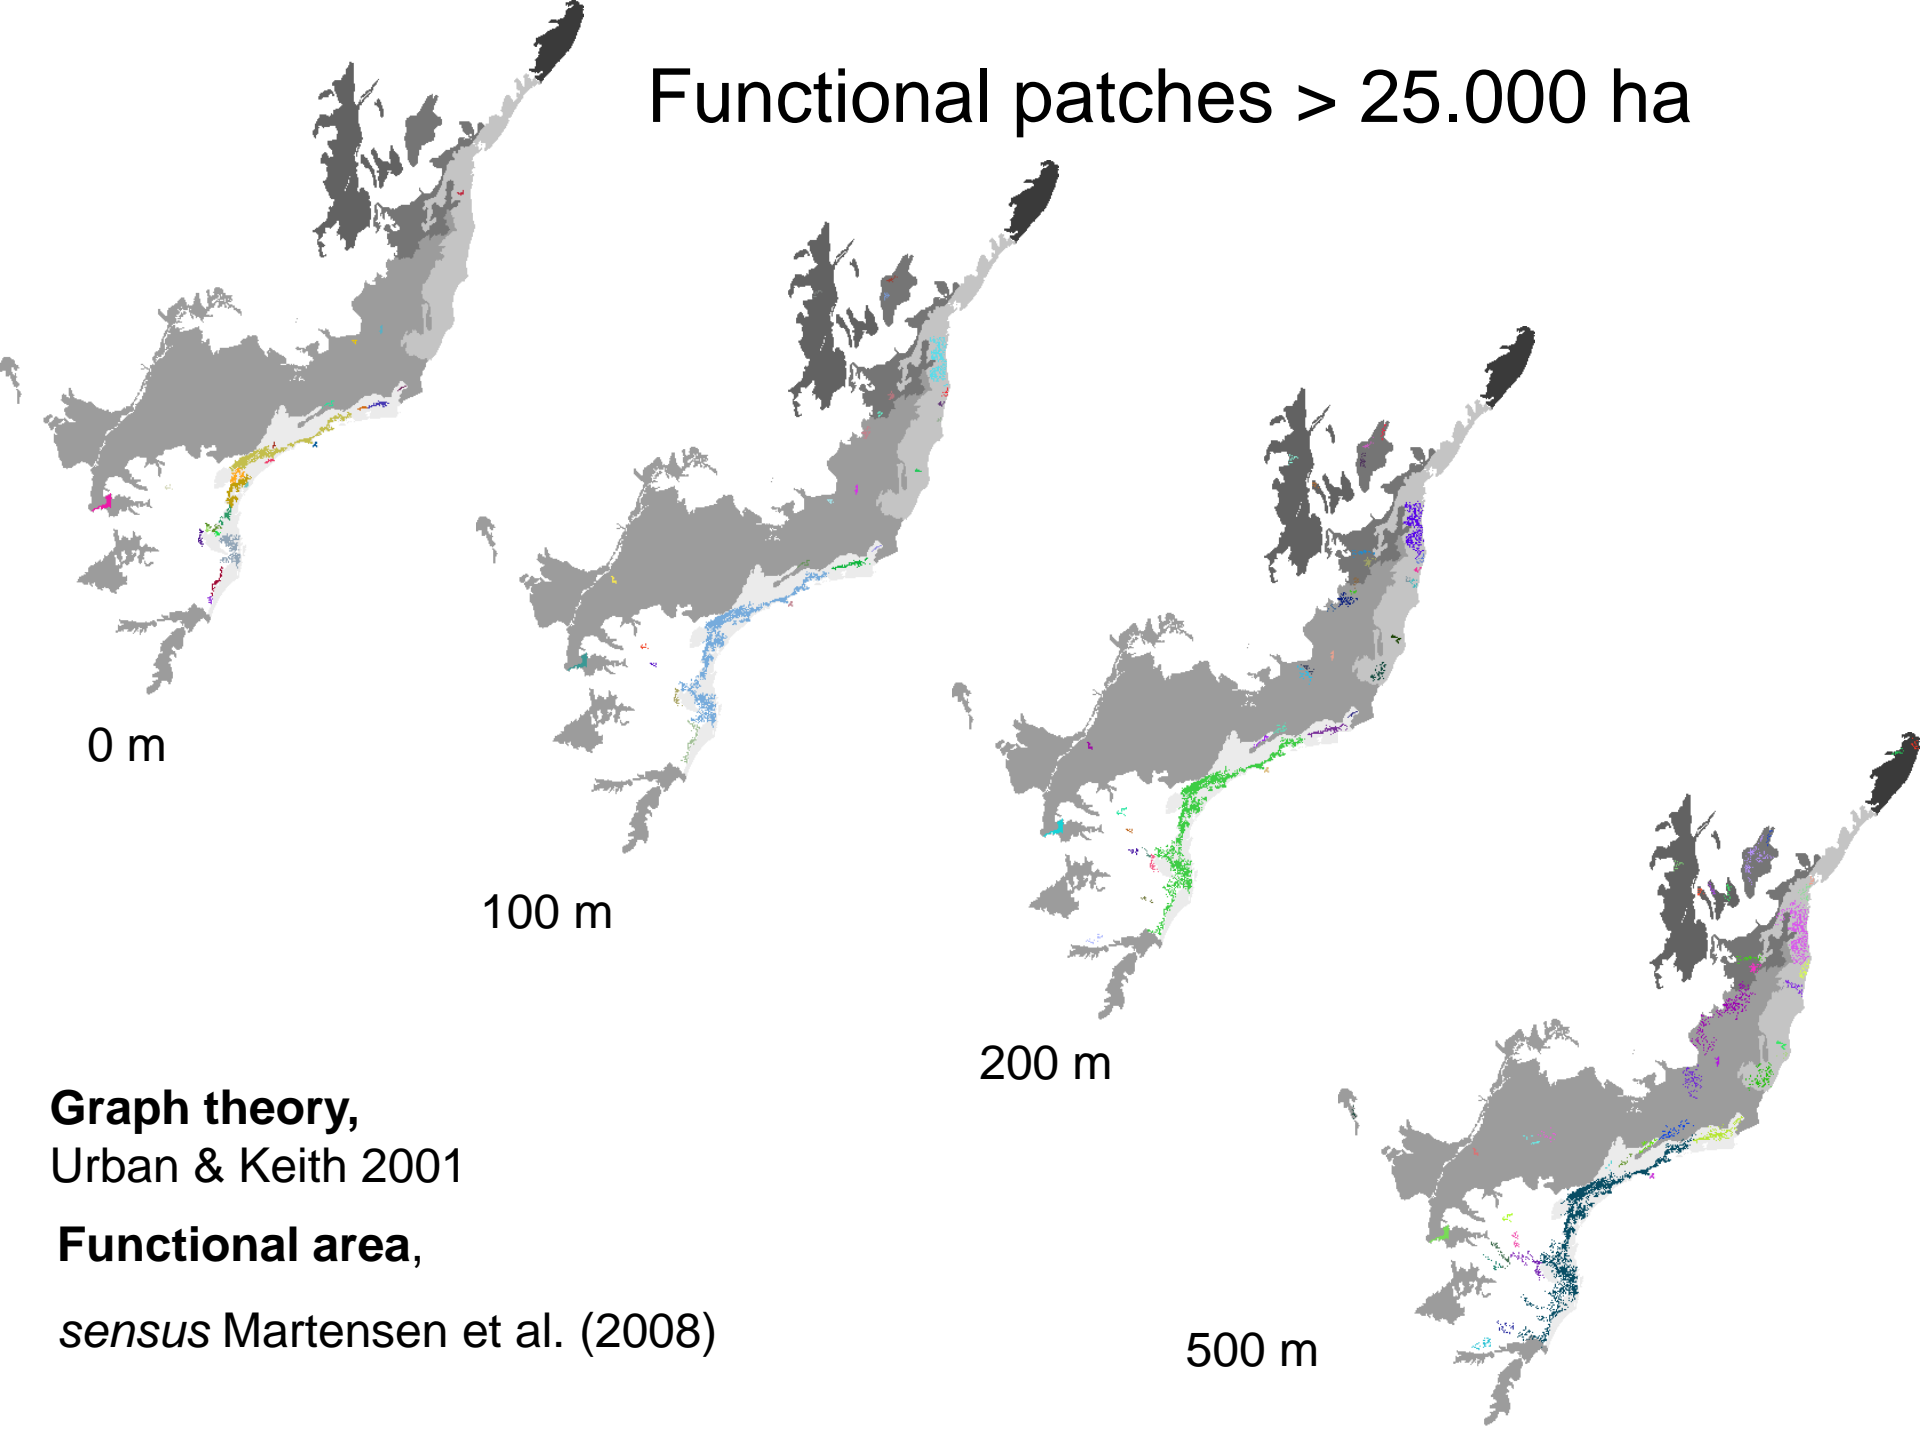 Functional patches > 25.000 ha
0 m
100 m
200 m
500 m
Graph theory,
Urban & Keith 2001
Functional area,
sensus Martensen et al. (2008)